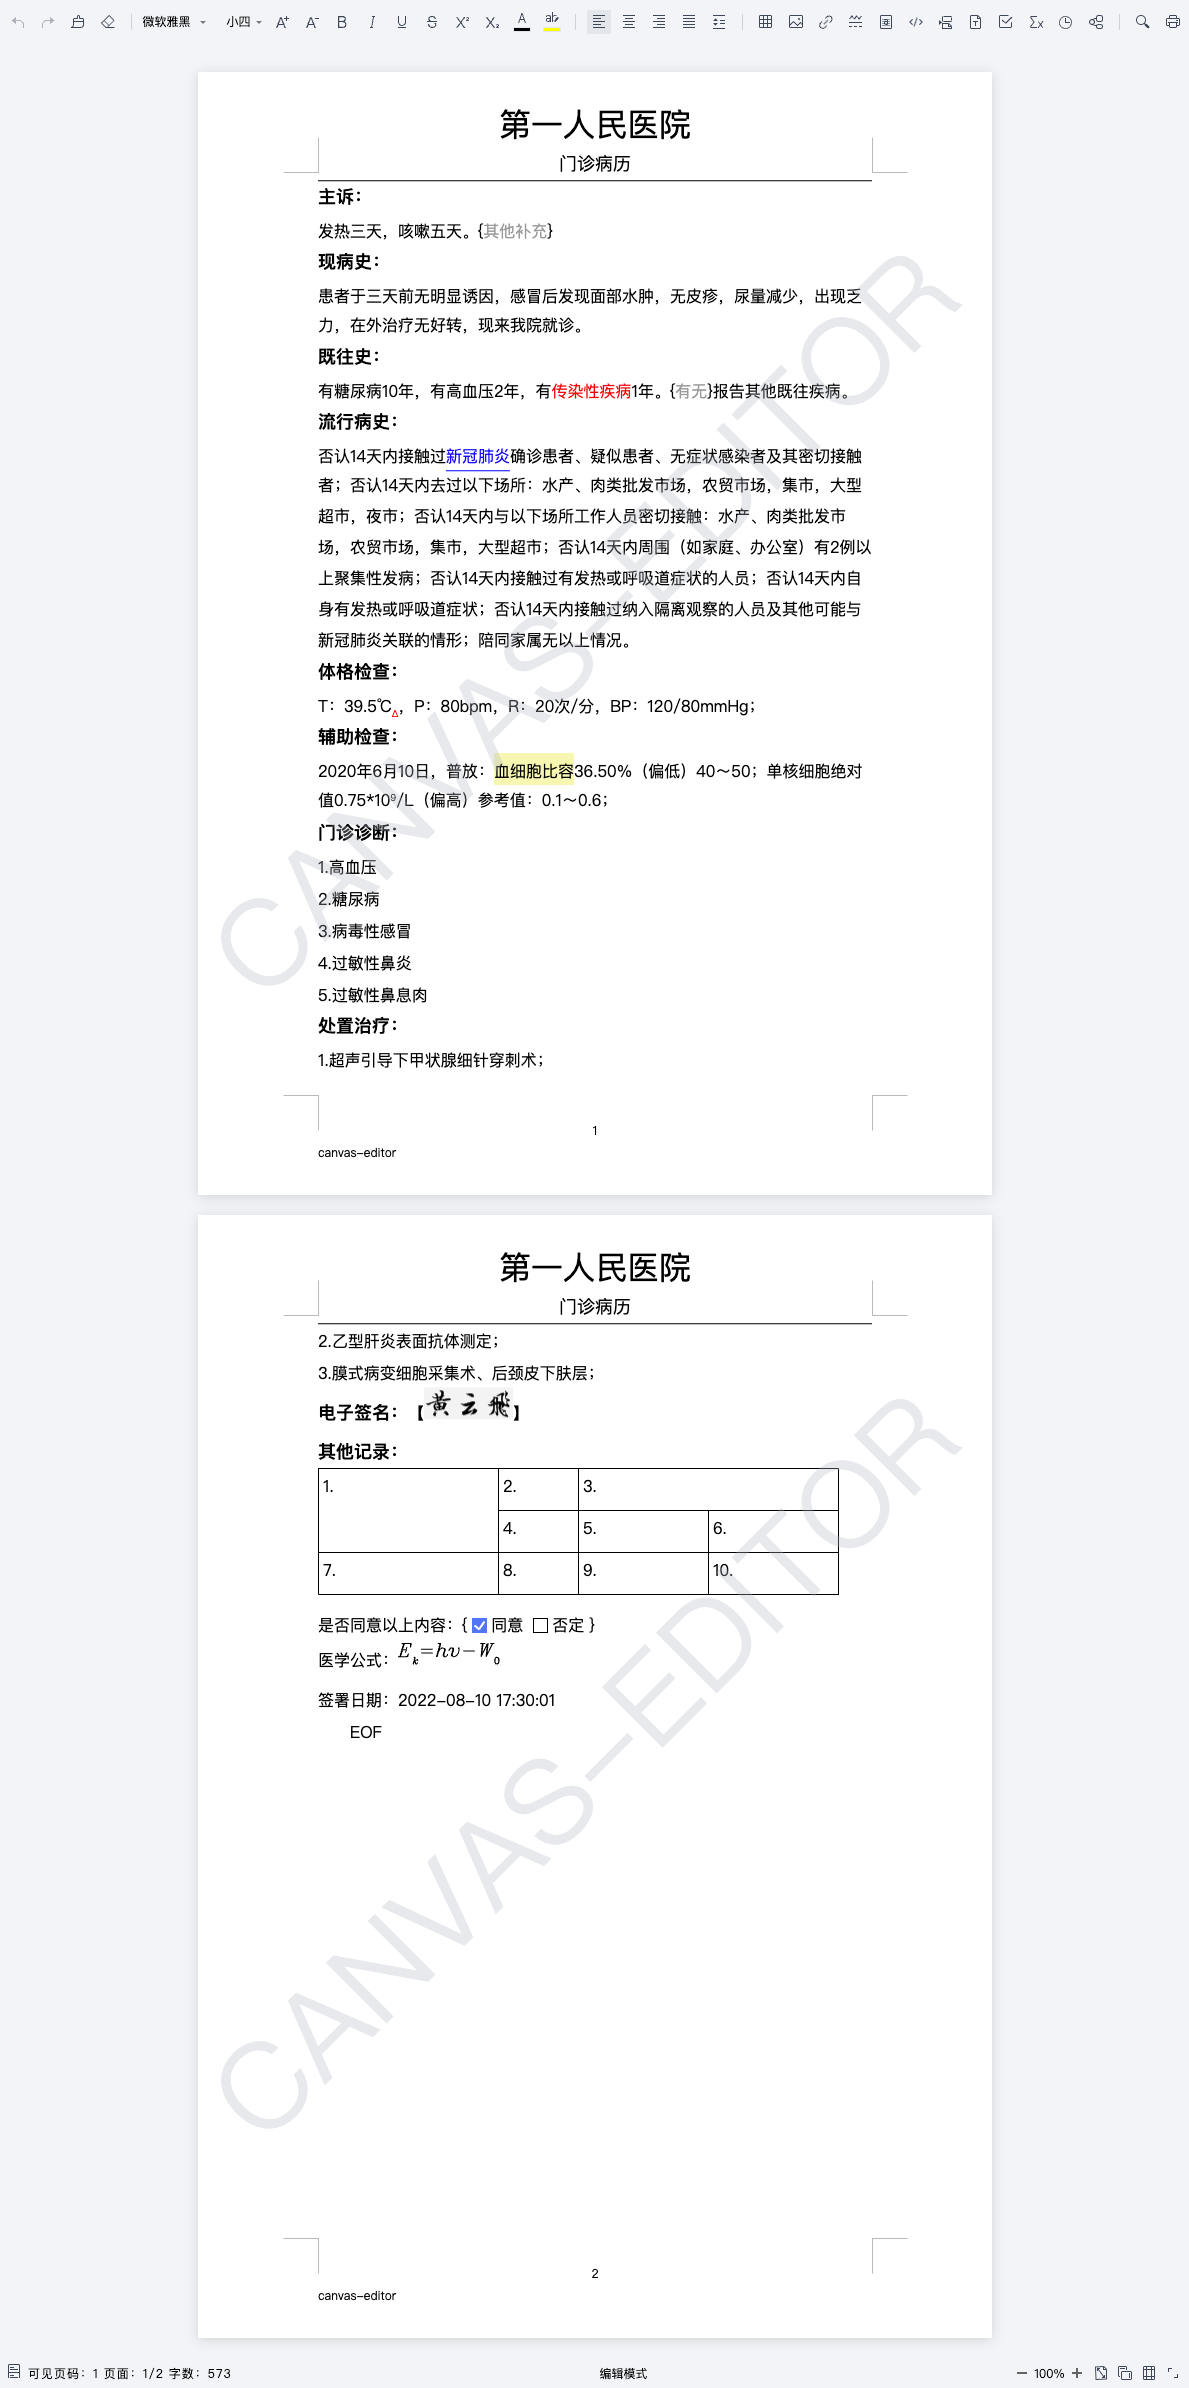 微软雅黑 小四
第一人民医院
门诊病历
主诉：
发热三天，咳嗽五天。{其他补充}
现病史：
患者于三天前无明显诱因，感冒后发现面部水肿，无皮疹，尿量减少，出现乏
力，在外治疗无好转，现来我院就诊。
既往史：
有糖尿病10年，有高血压2年，有传染性疾病1年。{有无}报告其他既往疾病。
流行病史：
否认14天内接触过新冠肺炎确诊患者、疑似患者、无症状感染者及其密切接触
者；否认14天内去过以下场所：水产、肉类批发市场，农贸市场，集市，大型
超市，夜市；否认14天内与以下场所工作人员密切接触：水产、肉类批发市
场，农贸市场，集市，大型超市；否认14天内周围（如家庭、办公室）有2例以
上聚集性发病；否认14天内接触过有发热或呼吸道症状的人员；否认14天内自
身有发热或呼吸道症状；否认14天内接触过纳入隔离观察的人员及其他可能与
新冠肺炎关联的情形；陪同家属无以上情况。
体格检查：
T：39.5℃△，P：80bpm，R：20次/分，BP：120/80mmHg；
辅助检查：
2020年6月10日，普放：血细胞比容36.50%（偏低）40～50；单核细胞绝对
值0.75*10⁹/L（偏高）参考值：0.1～0.6；
门诊诊断：
1.高血压
2.糖尿病
3.病毒性感冒
4.过敏性鼻炎
5.过敏性鼻息肉
处置治疗：
1.超声引导下甲状腺细针穿刺术；
CANVAS-EDITOR
1
canvas-editor
第一人民医院
门诊病历
2.乙型肝炎表面抗体测定；
3.膜式病变细胞采集术、后颈皮下肤层；
电子签名：【黄云飛】
其他记录：
1. 2. 3.
4. 5. 6.
7. 8. 9. 10.
是否同意以上内容：{ 同意 否定 }
医学公式：E_k=hυ-W_0
签署日期：2022-08-10 17:30:01
EOF
CANVAS-EDITOR
2
canvas-editor
可见页码：1 页面：1/2 字数：573 编辑模式 100%